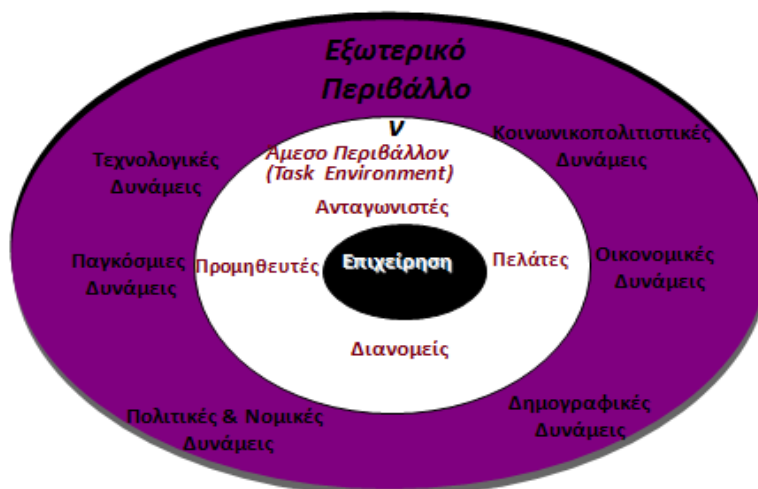 Εξωτερικό
Περιβάλλο
ν
Κοινωνικοπολιτιστικές
Δυνάμεις
Τεχνολογικές
Δυνάμεις
Άμεσο Περιβάλλον
(Task Environment)
Ανταγωνιστές
Παγκόσμιες
Δυνάμεις
Προμηθευτές
Επιχείρηση
Πελάτες
Οικονομικές
Δυνάμεις
Διανομείς
Πολιτικές & Νομικές
Δυνάμεις
Δημογραφικές
Δυνάμεις